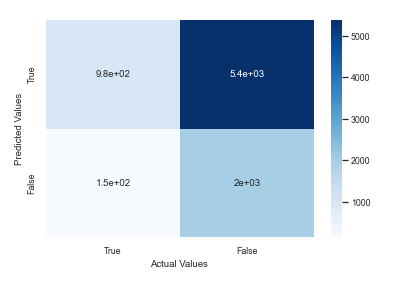 True
9.8e+02
5.4e+03
False
1.5e+02
2e+03
Predicted Values
True
False
Actual Values
5000
4000
3000
2000
1000